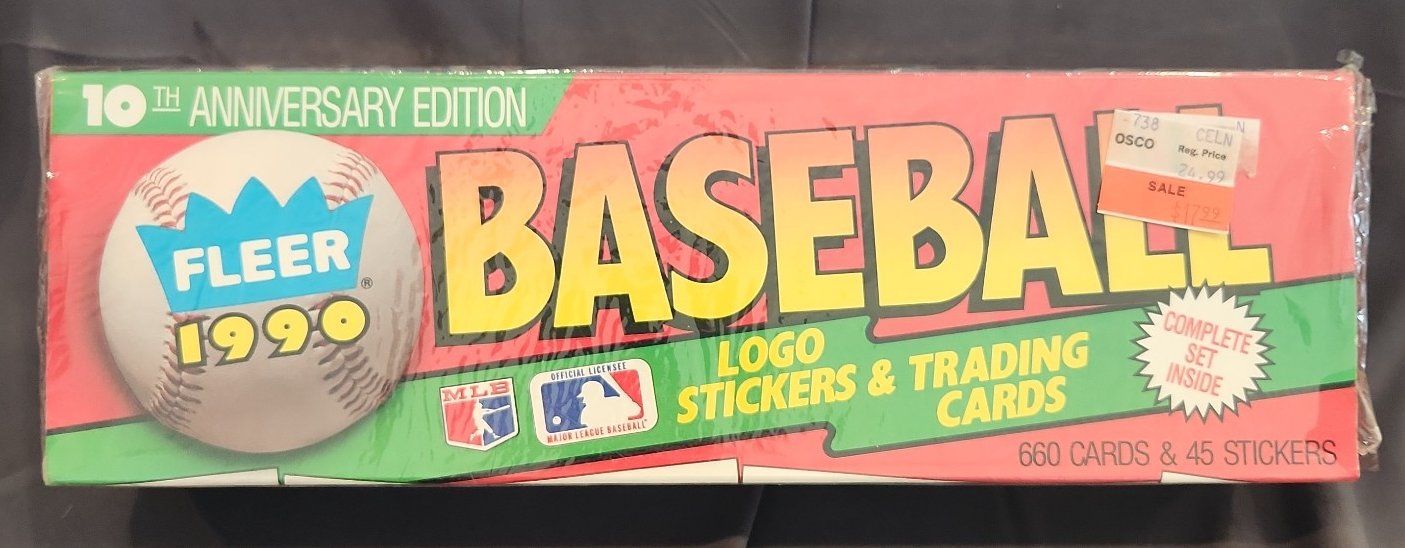 10TH ANNIVERSARY EDITION
FLEER®
1990
BASEBALL
-738 CELN N
OSCO Reg. Price
24.99
SALE
$17.99
LOGO
STICKERS & TRADING
CARDS
COMPLETE
SET
INSIDE
MLB
OFFICIAL LICENSEE
MAJOR LEAGUE BASEBALL
660 CARDS & 45 STICKERS